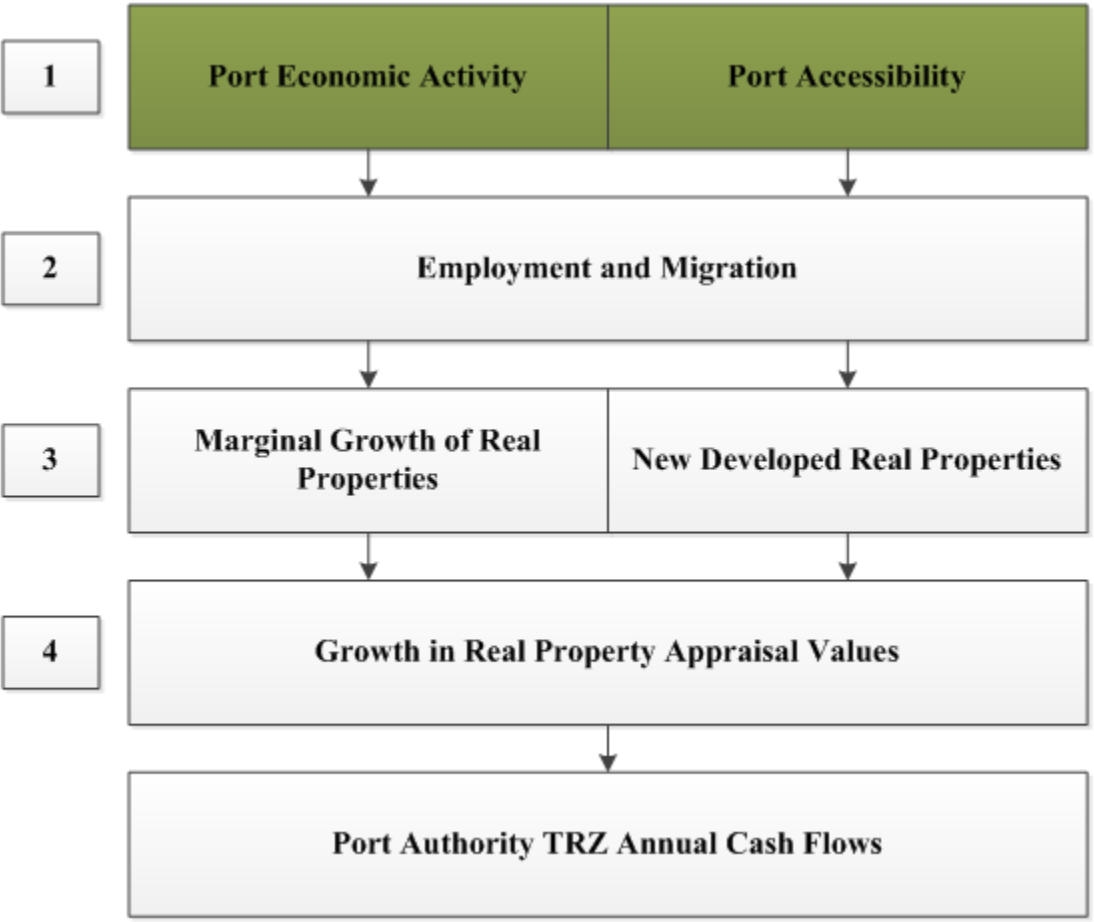 1
Port Economic Activity
Port Accessibility
2
Employment and Migration
3
Marginal Growth of Real
Properties
New Developed Real Properties
4
Growth in Real Property Appraisal Values
Port Authority TRZ Annual Cash Flows